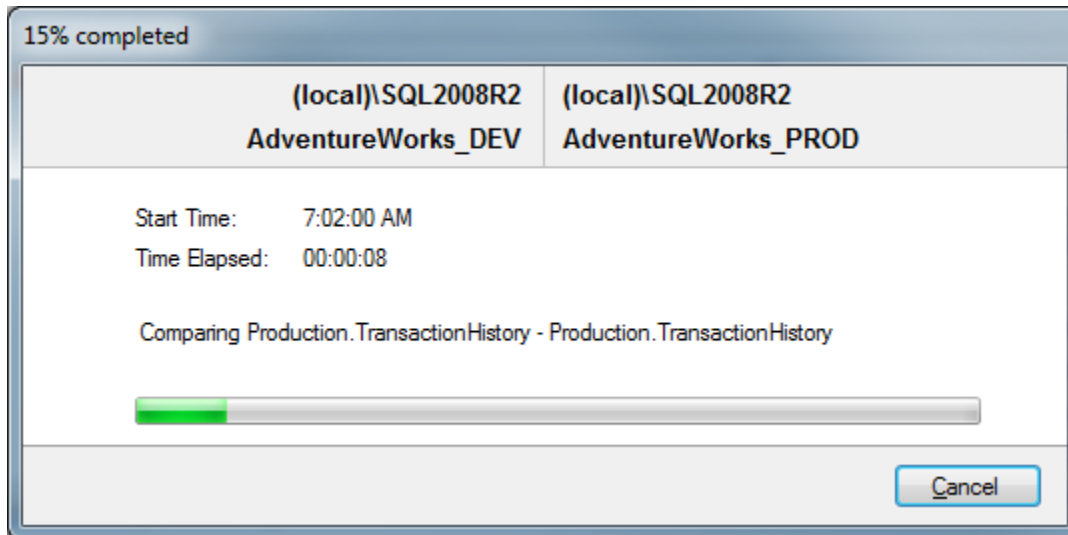 15% completed
(local)\SQL2008R2
AdventureWorks_DEV
(local)\SQL2008R2
AdventureWorks_PROD
Start Time: 7:02:00 AM
Time Elapsed: 00:00:08
Comparing Production.TransactionHistory - Production.TransactionHistory
Cancel